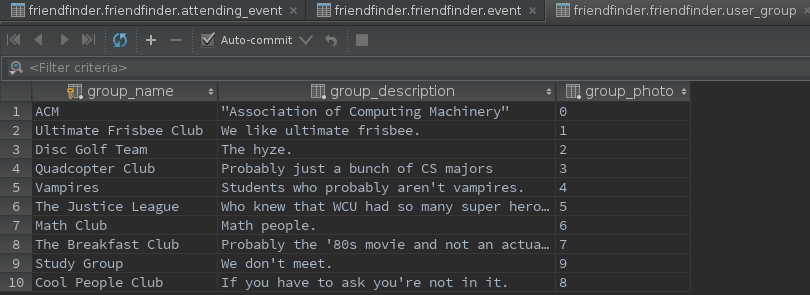 friendfinder.friendfinder.attending_event × friendfinder.friendfinder.event × friendfinder.friendfinder.user_group
Auto-commit
<Filter criteria>
group_name group_description group_photo
1 ACM "Association of Computing Machinery" 0
2 Ultimate Frisbee Club We like ultimate frisbee. 1
3 Disc Golf Team The hyze. 2
4 Quadcopter Club Probably just a bunch of CS majors 3
5 Vampires Students who probably aren't vampires. 4
6 The Justice League Who knew that WCU had so many super hero… 5
7 Math Club Math people. 6
8 The Breakfast Club Probably the '80s movie and not an actua… 7
9 Study Group We don't meet. 9
10 Cool People Club If you have to ask you're not in it. 8